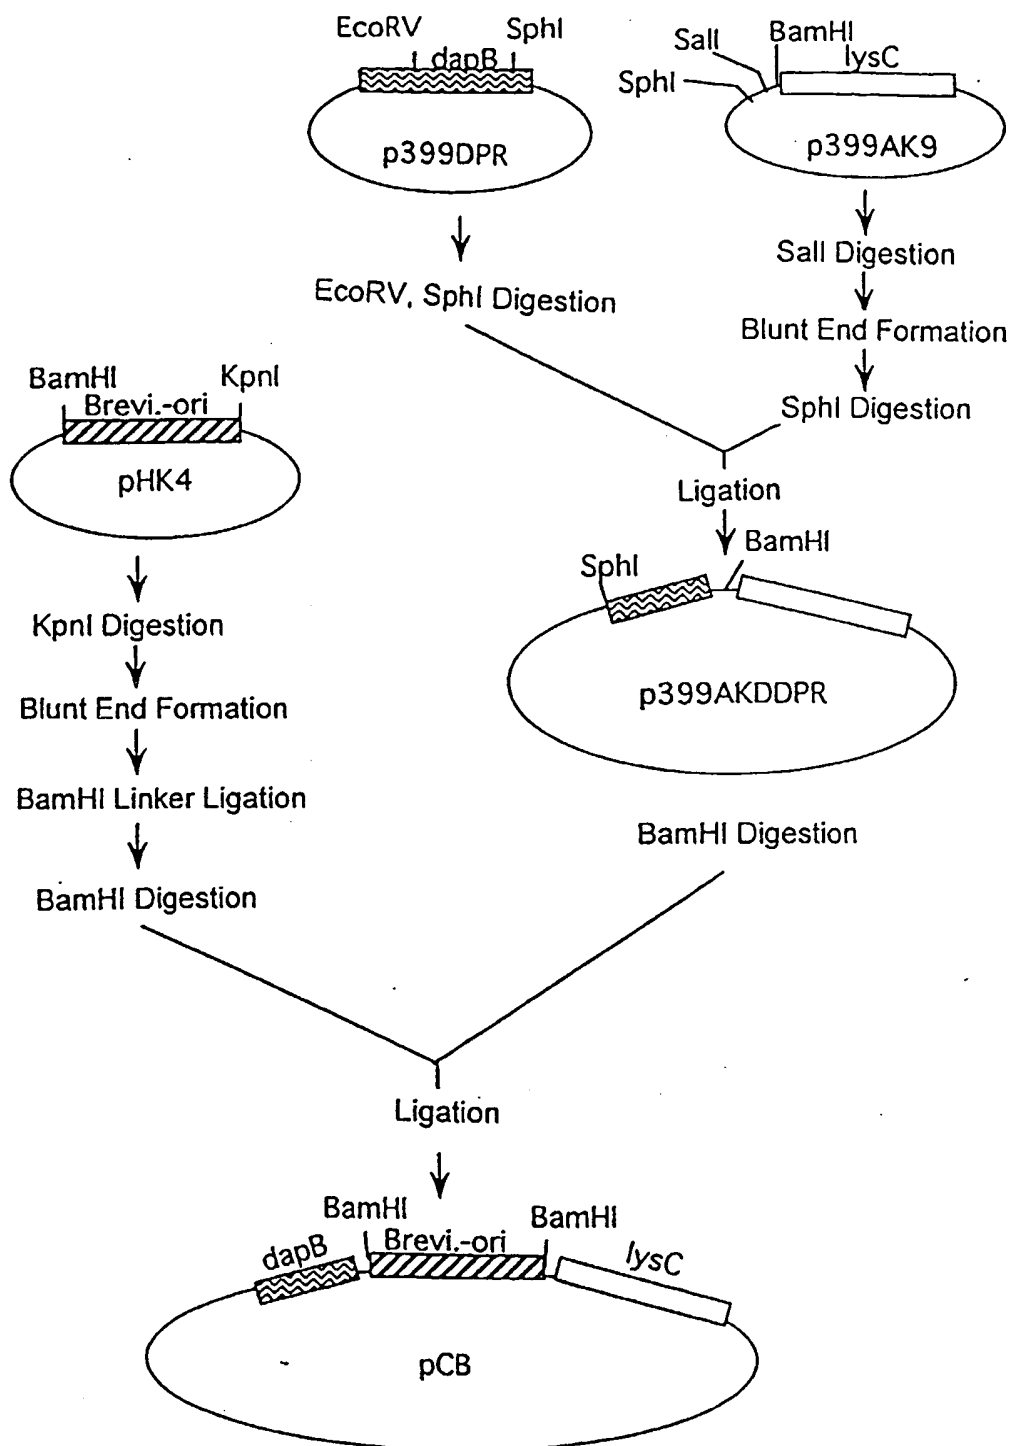 EcoRV SphI
dapB
p399DPR
SalI BamHI
lysC
SphI
p399AK9
EcoRV, SphI Digestion
SalI Digestion
Blunt End Formation
SphI Digestion
Ligation
BamHI KpnI
Brevi.-ori
pHK4
KpnI Digestion
Blunt End Formation
BamHI Linker Ligation
BamHI Digestion
SphI BamHI
p399AKDDPR
BamHI Digestion
Ligation
BamHI BamHI
dapB Brevi.-ori lysC
pCB